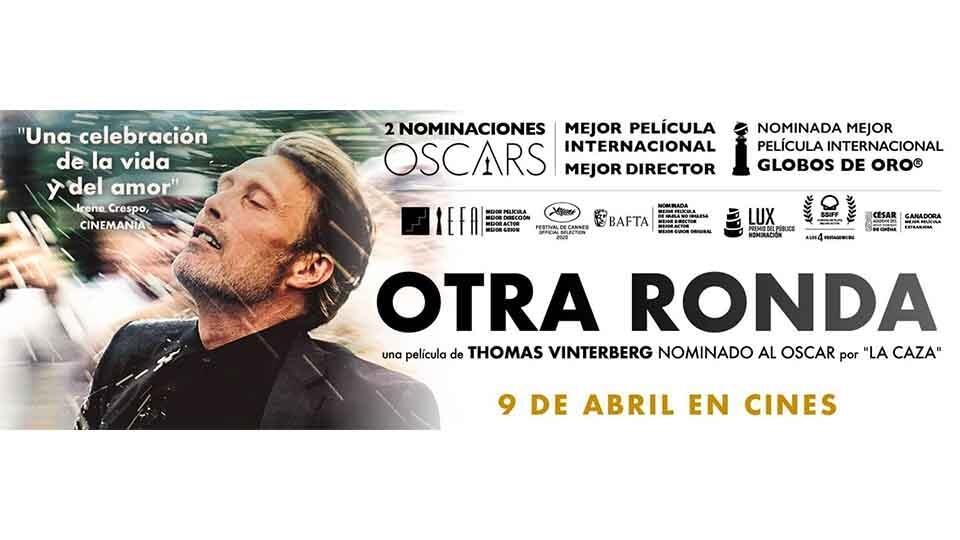 "Una celebración
de la vida
y del amor"
Irene Crespo,
CINEMANÍA
2 NOMINACIONES
OSCARS
MEJOR PELÍCULA
INTERNACIONAL
MEJOR DIRECTOR
NOMINADA MEJOR
PELÍCULA INTERNACIONAL
GLOBOS DE ORO®
EFA
MEJOR PELÍCULA
MEJOR DIRECCIÓN
MEJOR ACTOR
MEJOR GUION
FESTIVAL DE CANNES
OFFICIAL SELECTION
2020
BAFTA
NOMINADA
MEJOR PELÍCULA
DE HABLA NO INGLESA
MEJOR DIRECTOR
MEJOR ACTOR
MEJOR GUION ORIGINAL
LUX
PREMIO DEL PÚBLICO
NOMINACIÓN
SSIFF
CÉSAR
DE CINÉMA
GANADORA
MEJOR PELÍCULA
EXTRANJERA
OTRA RONDA
una película de THOMAS VINTERBERG NOMINADO AL OSCAR por "LA CAZA"
9 DE ABRIL EN CINES